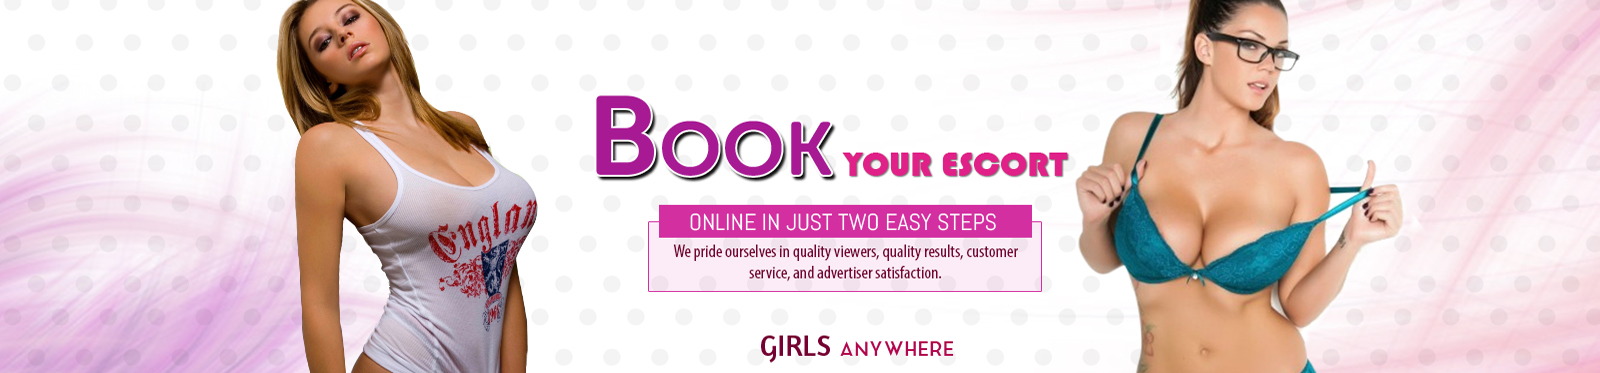 Englan
BOOK YOUR ESCORT
ONLINE IN JUST TWO EASY STEPS
We pride ourselves in quality viewers, quality results, customer
service, and advertiser satisfaction.
GIRLS ANYWHERE